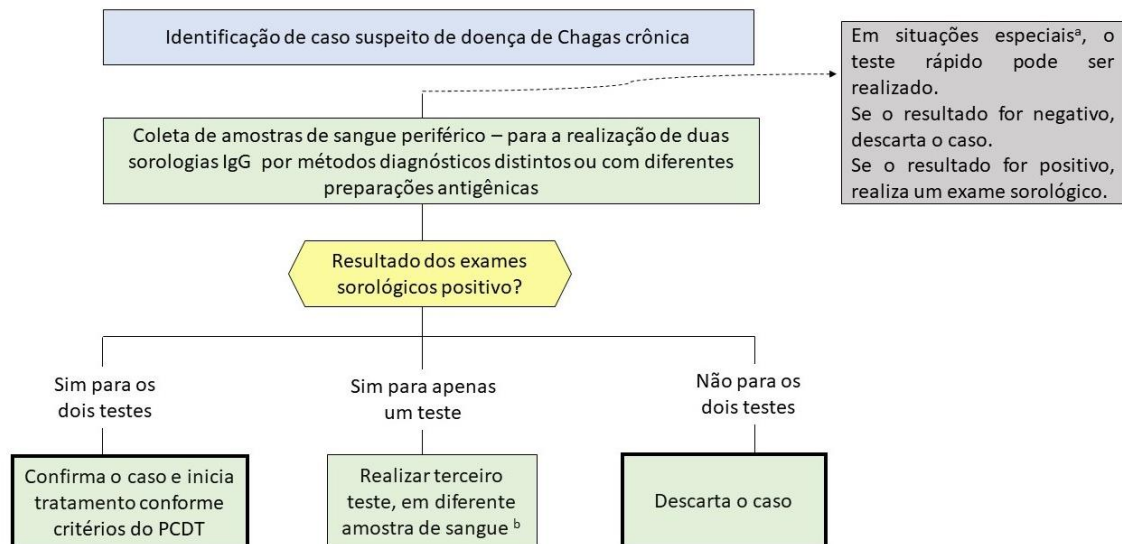 Identificação de caso suspeito de doença de Chagas crônica
Em situações especiaisᵃ, o
teste rápido pode ser
realizado.
Se o resultado for negativo,
descarta o caso.
Se o resultado for positivo,
realiza um exame sorológico.
Coleta de amostras de sangue periférico – para a realização de duas
sorologias IgG por métodos diagnósticos distintos ou com diferentes
preparações antigênicas
Resultado dos exames
sorológicos positivo?
Sim para os
dois testes
Sim para apenas
um teste
Não para os
dois testes
Confirma o caso e inicia
tratamento conforme
critérios do PCDT
Realizar terceiro
teste, em diferente
amostra de sangue ᵇ
Descarta o caso